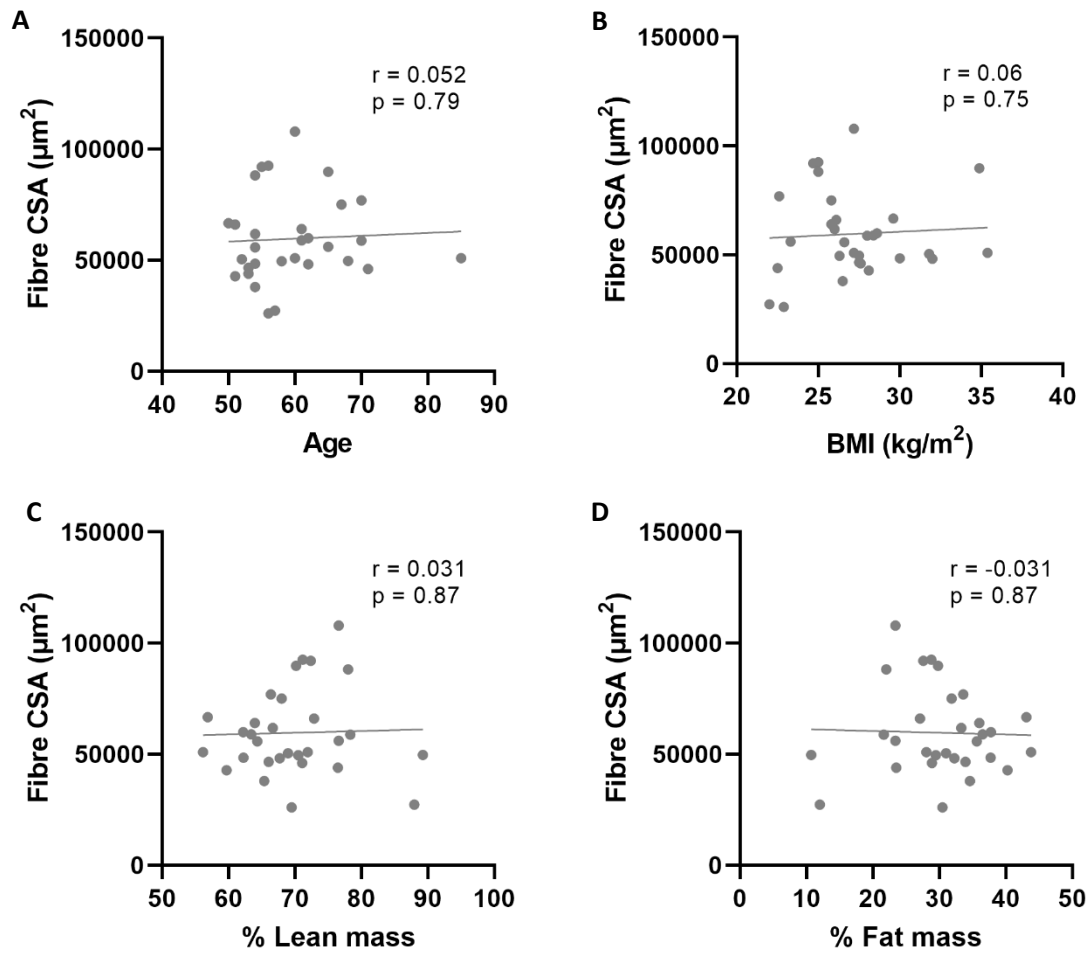 A
150000
100000
50000
0
Fibre CSA (µm²)
r = 0.052
p = 0.79
40 50 60 70 80 90
Age
B
150000
100000
50000
0
Fibre CSA (µm²)
r = 0.06
p = 0.75
20 25 30 35 40
BMI (kg/m²)
C
150000
100000
50000
0
Fibre CSA (µm²)
r = 0.031
p = 0.87
50 60 70 80 90 100
% Lean mass
D
150000
100000
50000
0
Fibre CSA (µm²)
r = -0.031
p = 0.87
0 10 20 30 40 50
% Fat mass